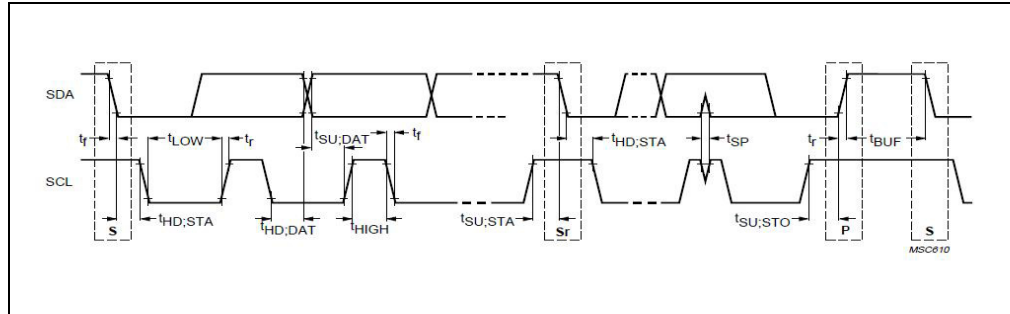 SDA
tf
tLOW
tr
tSU;DAT
tf
tHD;STA
tSP
tr
tBUF
SCL
S
tHD;STA
tHD;DAT
tHIGH
tSU;STA
Sr
tSU;STO
P
S
MSC610